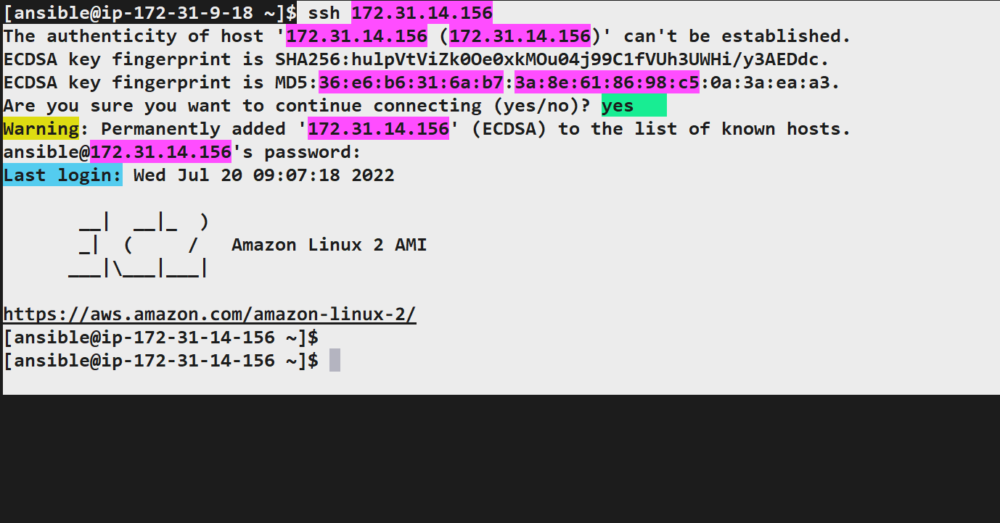 [ansible@ip-172-31-9-18 ~]$ ssh 172.31.14.156
The authenticity of host '172.31.14.156 (172.31.14.156)' can't be established.
ECDSA key fingerprint is SHA256:hulpVtViZk0Oe0xkMOu04j99C1fVUh3UWHi/y3AEDdc.
ECDSA key fingerprint is MD5:36:e6:b6:31:6a:b7:3a:8e:61:86:98:c5:0a:3a:ea:a3.
Are you sure you want to continue connecting (yes/no)? yes
Warning: Permanently added '172.31.14.156' (ECDSA) to the list of known hosts.
ansible@172.31.14.156's password:
Last login: Wed Jul 20 09:07:18 2022
       __|  __|_  )
       _|  (     /   Amazon Linux 2 AMI
      ___|\___|___|
https://aws.amazon.com/amazon-linux-2/
[ansible@ip-172-31-14-156 ~]$
[ansible@ip-172-31-14-156 ~]$